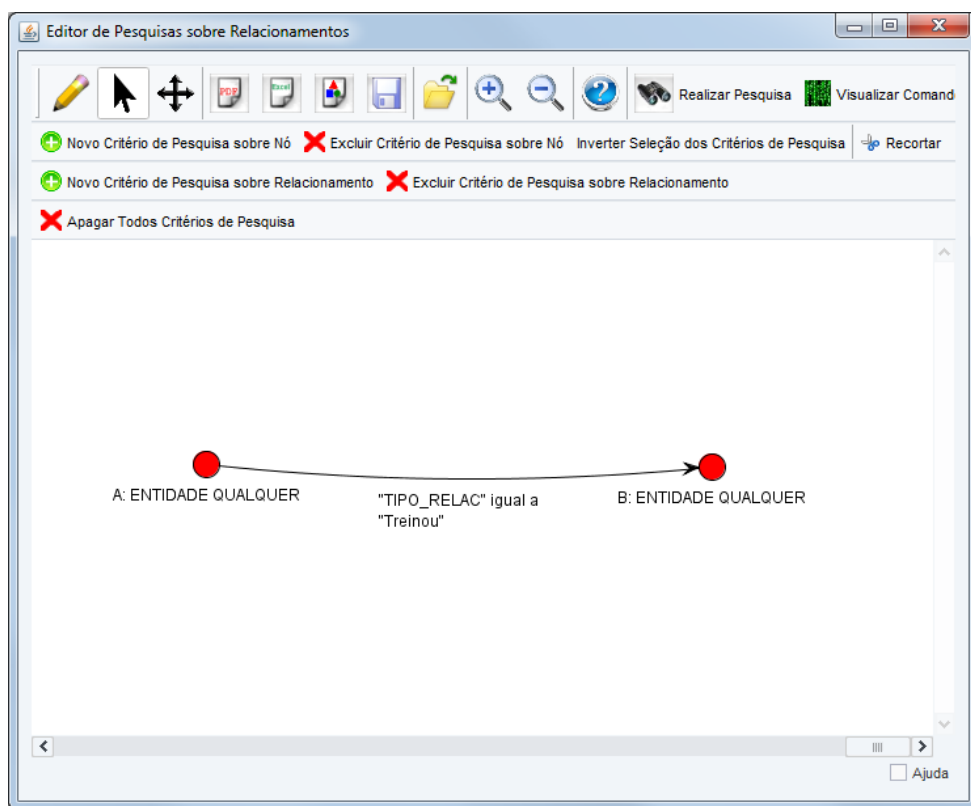 Editor de Pesquisas sobre Relacionamentos
PDF Excel Realizar Pesquisa Visualizar Comand
Novo Critério de Pesquisa sobre Nó Excluir Critério de Pesquisa sobre Nó Inverter Seleção dos Critérios de Pesquisa Recortar
Novo Critério de Pesquisa sobre Relacionamento Excluir Critério de Pesquisa sobre Relacionamento
Apagar Todos Critérios de Pesquisa
A: ENTIDADE QUALQUER
"TIPO_RELAC" igual a
"Treinou"
B: ENTIDADE QUALQUER
Ajuda